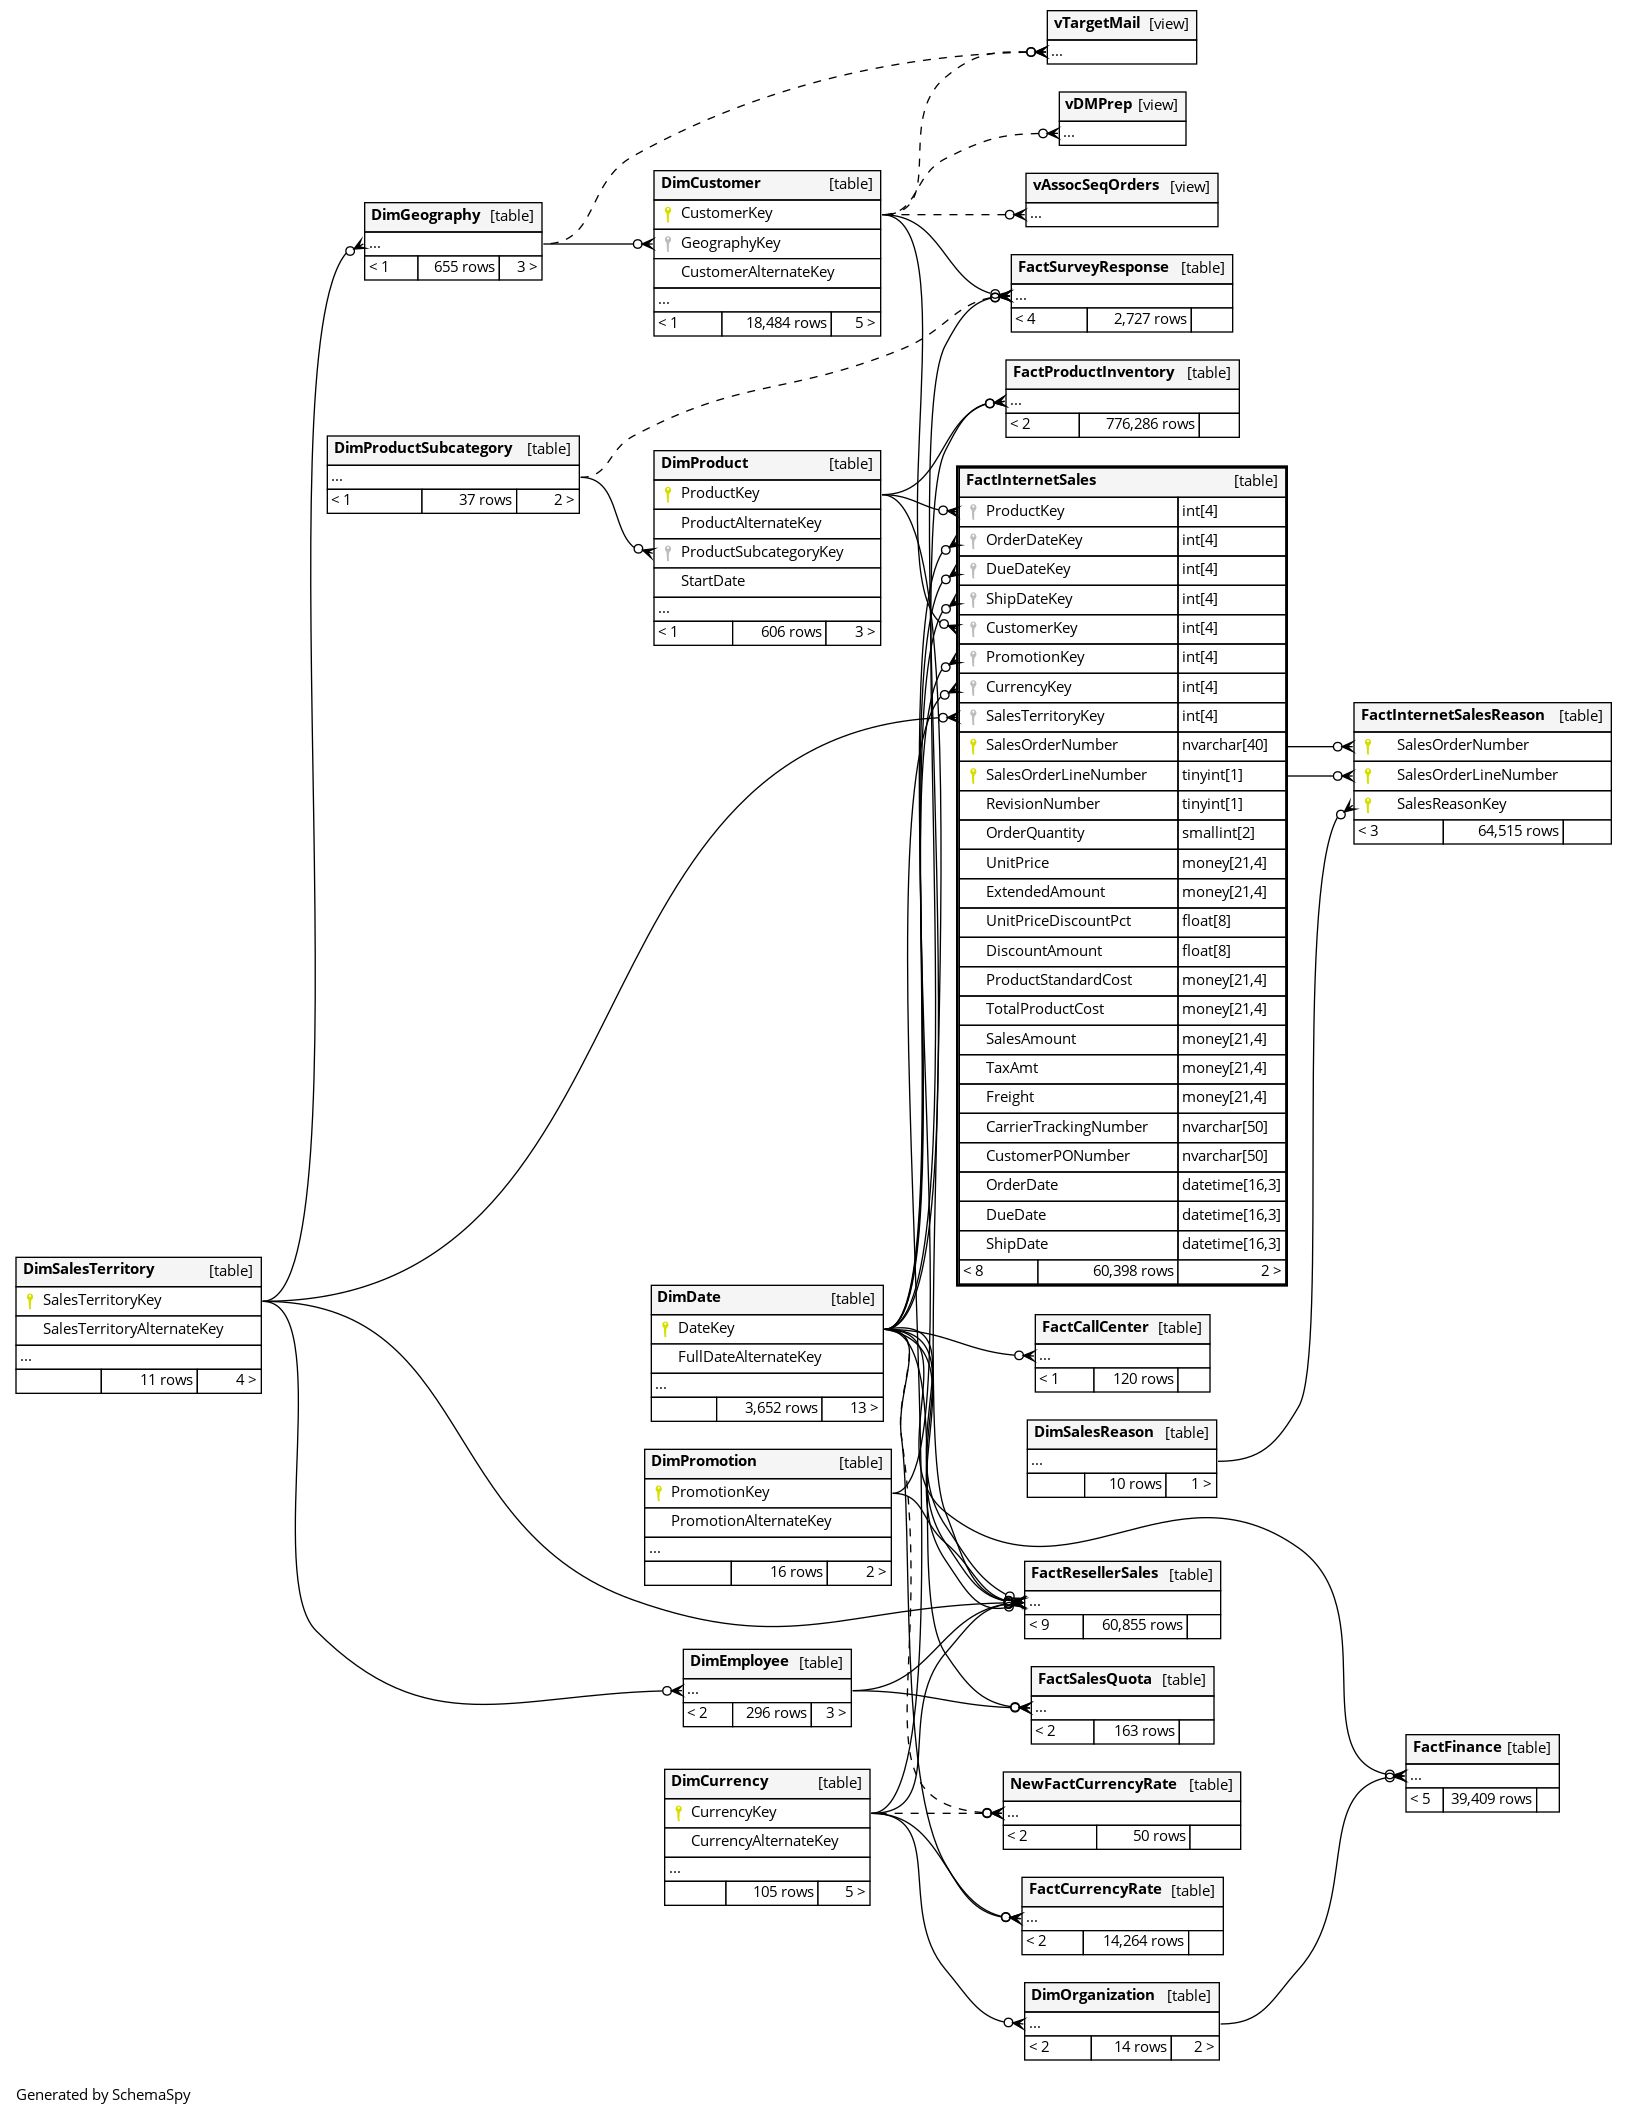 vTargetMail [view]
...
vDMPrep [view]
...
vAssocSeqOrders [view]
...
DimCustomer [table]
CustomerKey
GeographyKey
CustomerAlternateKey
...
< 1 18,484 rows 5 >
DimGeography [table]
...
< 1 655 rows 3 >
FactSurveyResponse [table]
...
< 4 2,727 rows
FactProductInventory [table]
...
< 2 776,286 rows
DimProductSubcategory [table]
...
< 1 37 rows 2 >
DimProduct [table]
ProductKey
ProductAlternateKey
ProductSubcategoryKey
StartDate
...
< 1 606 rows 3 >
FactInternetSales [table]
ProductKey int[4]
OrderDateKey int[4]
DueDateKey int[4]
ShipDateKey int[4]
CustomerKey int[4]
PromotionKey int[4]
CurrencyKey int[4]
SalesTerritoryKey int[4]
SalesOrderNumber nvarchar[40]
SalesOrderLineNumber tinyint[1]
RevisionNumber tinyint[1]
OrderQuantity smallint[2]
UnitPrice money[21,4]
ExtendedAmount money[21,4]
UnitPriceDiscountPct float[8]
DiscountAmount float[8]
ProductStandardCost money[21,4]
TotalProductCost money[21,4]
SalesAmount money[21,4]
TaxAmt money[21,4]
Freight money[21,4]
CarrierTrackingNumber nvarchar[50]
CustomerPONumber nvarchar[50]
OrderDate datetime[16,3]
DueDate datetime[16,3]
ShipDate datetime[16,3]
< 8 60,398 rows 2 >
FactInternetSalesReason [table]
SalesOrderNumber
SalesOrderLineNumber
SalesReasonKey
< 3 64,515 rows
DimSalesTerritory [table]
SalesTerritoryKey
SalesTerritoryAlternateKey
...
11 rows 4 >
DimDate [table]
DateKey
FullDateAlternateKey
...
3,652 rows 13 >
FactCallCenter [table]
...
< 1 120 rows
DimSalesReason [table]
...
10 rows 1 >
DimPromotion [table]
PromotionKey
PromotionAlternateKey
...
16 rows 2 >
FactResellerSales [table]
...
< 9 60,855 rows
DimEmployee [table]
...
< 2 296 rows 3 >
FactSalesQuota [table]
...
< 2 163 rows
FactFinance [table]
...
< 5 39,409 rows
DimCurrency [table]
CurrencyKey
CurrencyAlternateKey
...
105 rows 5 >
NewFactCurrencyRate [table]
...
< 2 50 rows
FactCurrencyRate [table]
...
< 2 14,264 rows
DimOrganization [table]
...
< 2 14 rows 2 >
Generated by SchemaSpy